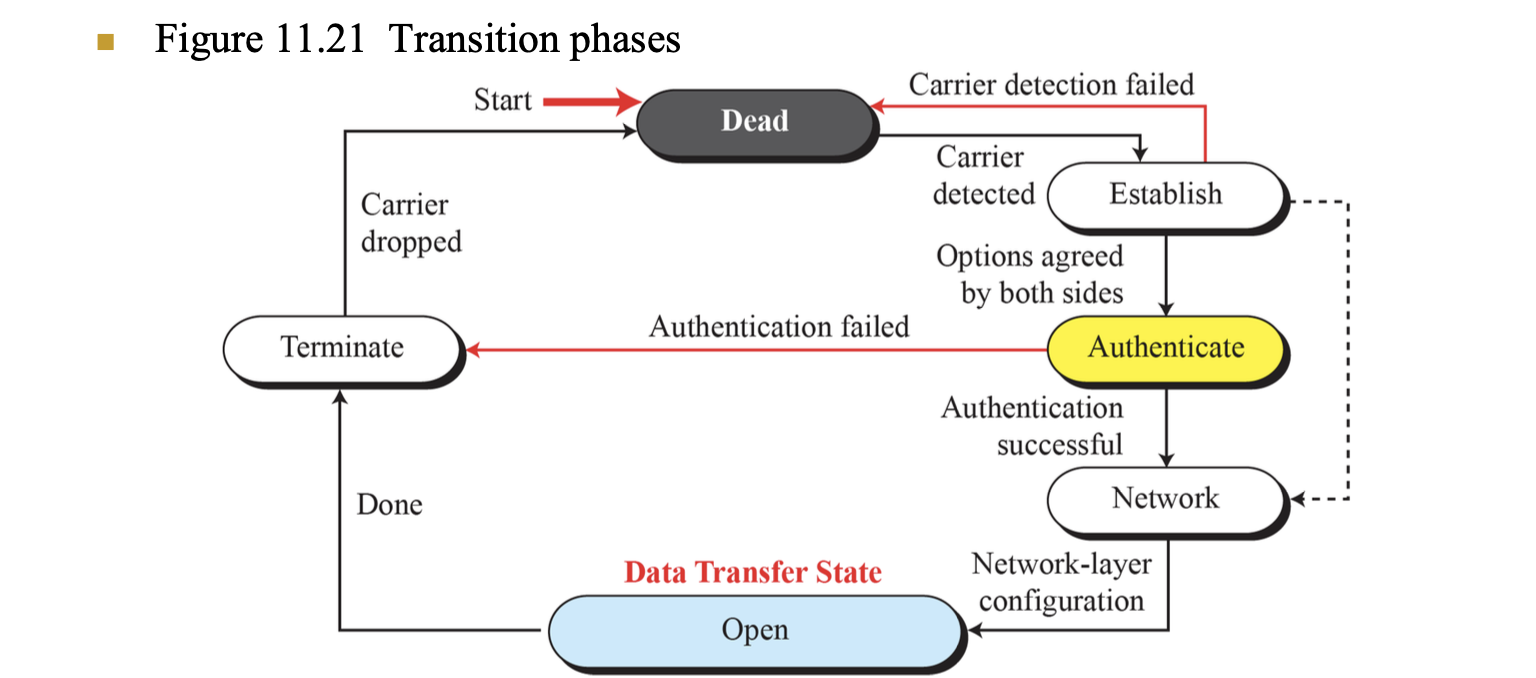 Figure 11.21 Transition phases
Start
Dead
Carrier detection failed
Carrier
detected
Establish
Carrier
dropped
Options agreed
by both sides
Terminate
Authentication failed
Authenticate
Authentication
successful
Done
Network
Data Transfer State
Network-layer
configuration
Open